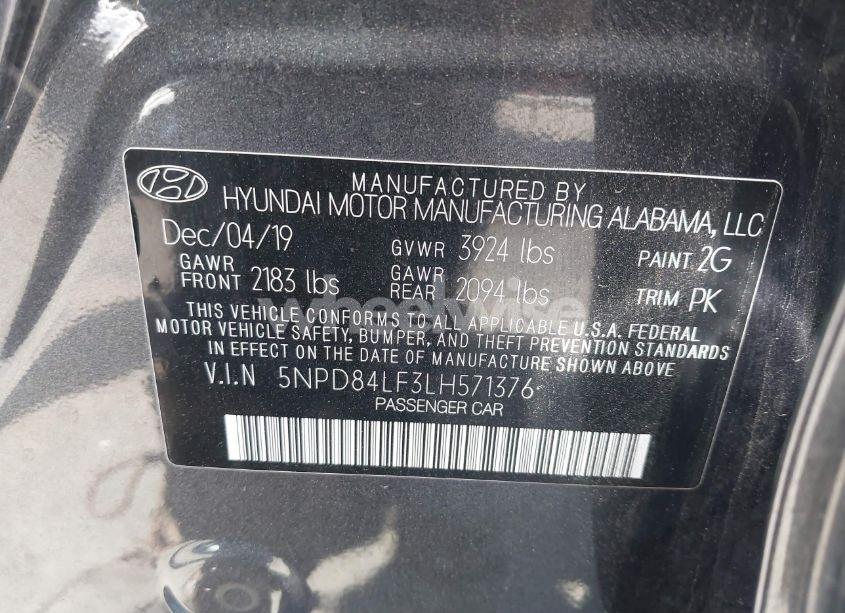 MANUFACTURED BY
HYUNDAI MOTOR MANUFACTURING ALABAMA, LLC
Dec/04/19 GVWR 3924 lbs PAINT 2G
GAWR FRONT 2183 lbs GAWR REAR 2094 lbs TRIM PK
wheelwise
THIS VEHICLE CONFORMS TO ALL APPLICABLE U.S.A. FEDERAL
MOTOR VEHICLE SAFETY, BUMPER, AND THEFT PREVENTION STANDARDS
IN EFFECT ON THE DATE OF MANUFACTURE SHOWN ABOVE
V.I.N 5NPD84LF3LH571376
PASSENGER CAR